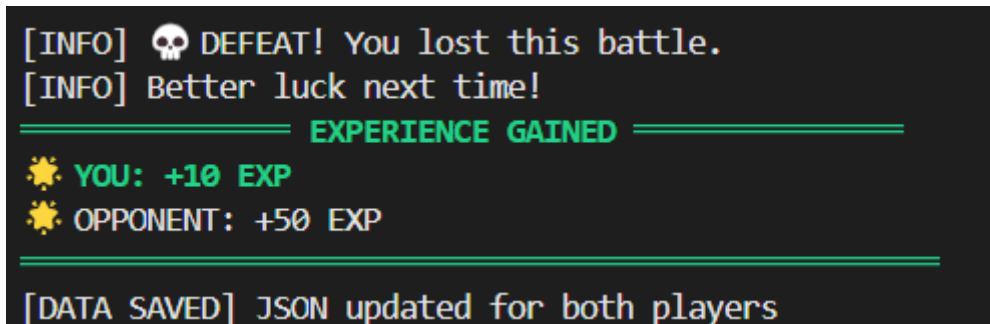 [INFO] 💀 DEFEAT! You lost this battle.
[INFO] Better luck next time!
═══════════════ EXPERIENCE GAINED ═══════════════
🌟 YOU: +10 EXP
🌟 OPPONENT: +50 EXP
═══════════════════════════════════════════════════
[DATA SAVED] JSON updated for both players